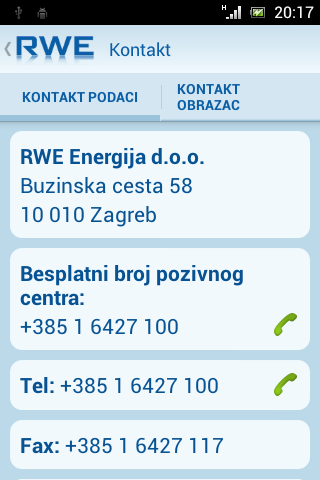 H 20:17
RWE Kontakt
KONTAKT PODACI
KONTAKT
OBRAZAC
RWE Energija d.o.o.
Buzinska cesta 58
10 010 Zagreb
Besplatni broj pozivnog
centra:
+385 1 6427 100
Tel: +385 1 6427 100
Fax: +385 1 6427 117